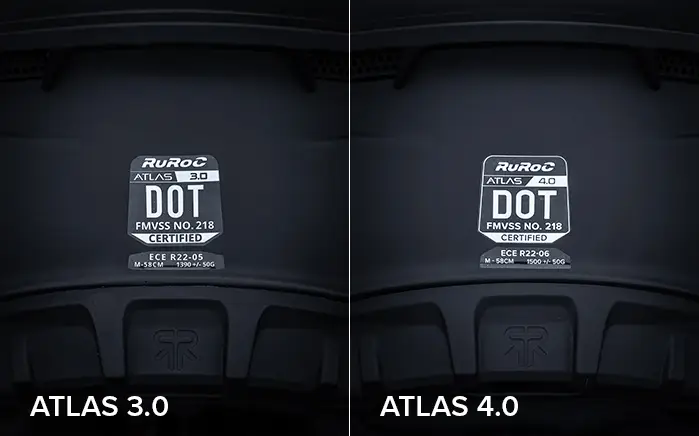 RUROC
ATLAS 3.0
DOT
FMVSS NO. 218
CERTIFIED
ECE R22-05
M-58CM 1390 +/- 50G
ATLAS 3.0
RUROC
ATLAS 4.0
DOT
FMVSS NO. 218
CERTIFIED
ECE R22-06
M - 58CM 1500 +/- 50G
ATLAS 4.0